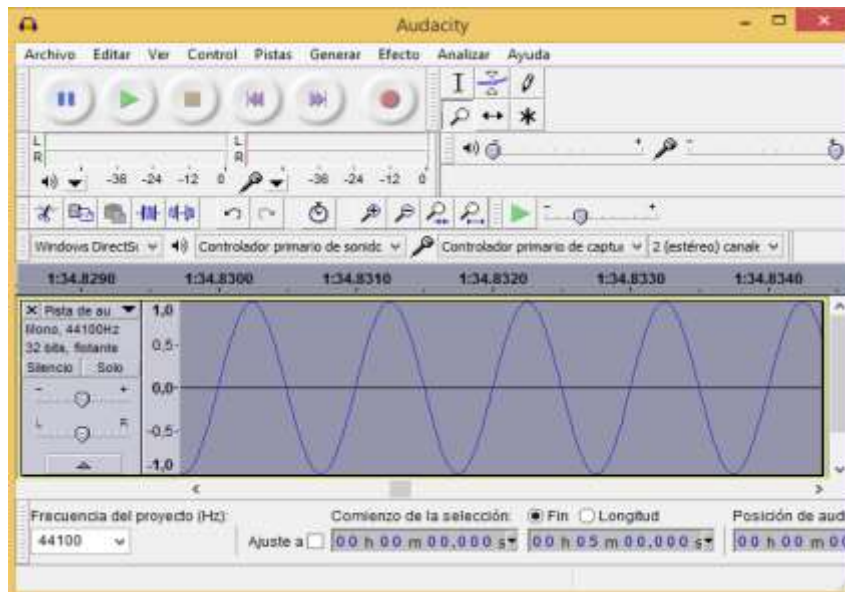 Audacity
Archivo Editar Ver Control Pistas Generar Efecto Analizar Ayuda
L
R
L
R
-36 -24 -12 0
-36 -24 -12 0
Windows DirectS Controlador primario de sonidc Controlador primario de captu 2 (estéreo) canale
1:34.8290 1:34.8300 1:34.8310 1:34.8320 1:34.8330 1:34.8340
Pista de au
Mono, 44100Hz
32 bits, flotante
Silencio Solo
- +
L R
1,0
0,5
0,0
-0,5
-1,0
Frecuencia del proyecto (Hz): Comienzo de la selección: Fin Longitud Posición de aud
44100 Ajuste a 00 h 00 m 00,000 s 00 h 05 m 00,000 s 00 h 00 m 0